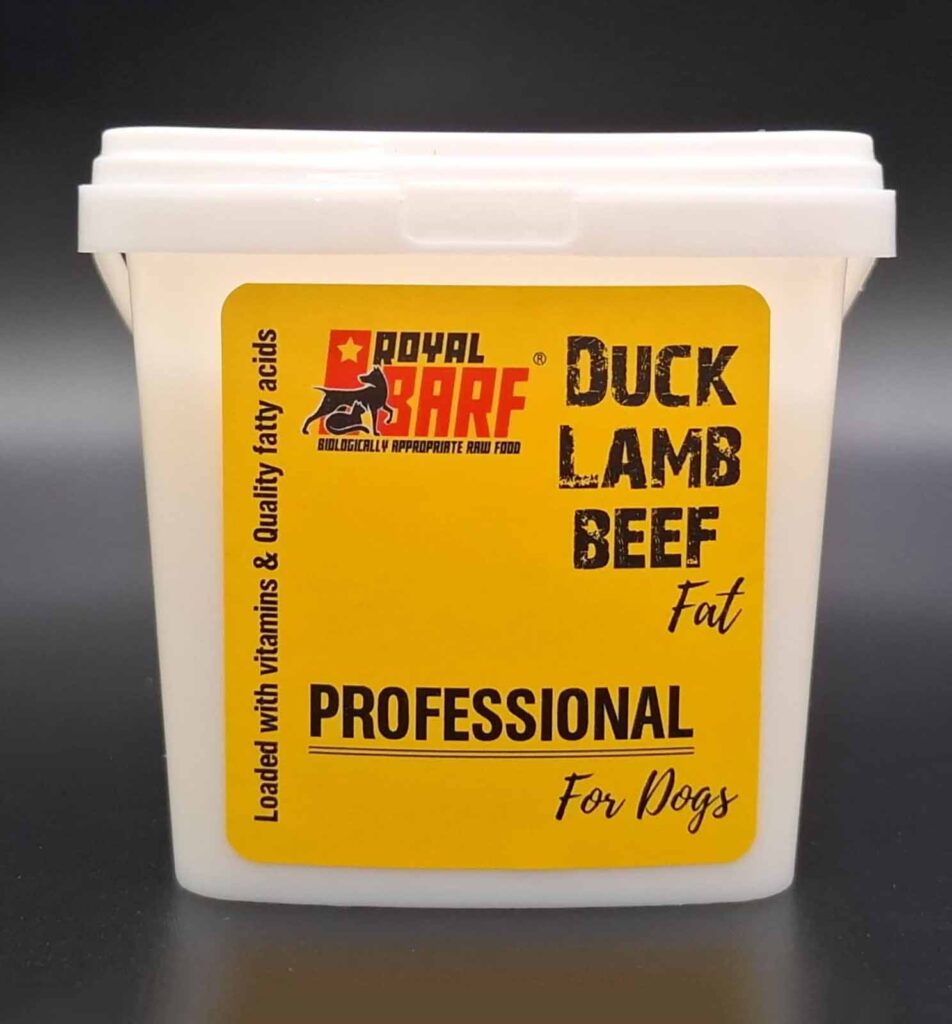 ROYAL
BARF®
BIOLOGICALLY APPROPRIATE RAW FOOD
DUCK
LAMB
BEEF
Fat
PROFESSIONAL
For Dogs
Loaded with vitamins & Quality fatty acids